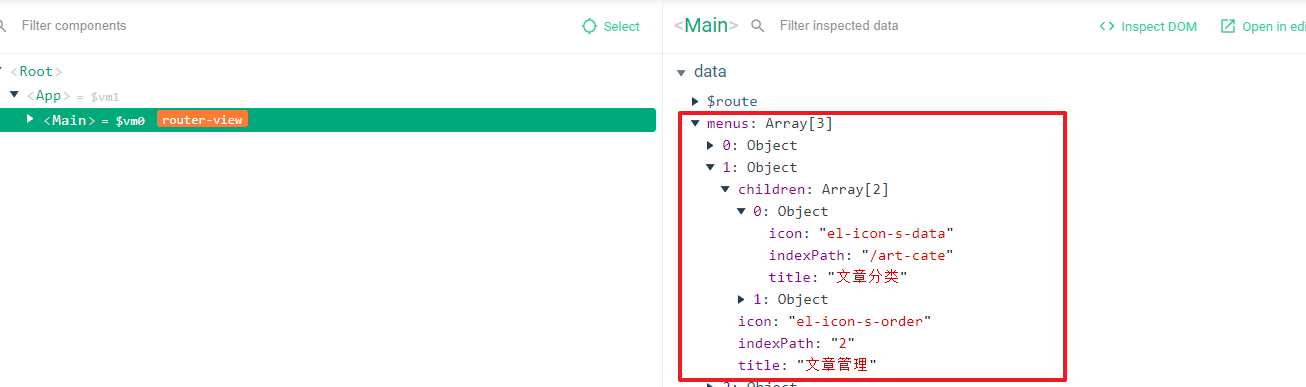 Filter components
Select
<Root>
<App> = $vm1
<Main> = $vm0 router-view
<Main>
Filter inspected data
Inspect DOM
Open in edi
data
$route
menus: Array[3]
0: Object
1: Object
children: Array[2]
0: Object
icon: "el-icon-s-data"
indexPath: "/art-cate"
title: "文章分类"
1: Object
icon: "el-icon-s-order"
indexPath: "2"
title: "文章管理"
2: Object